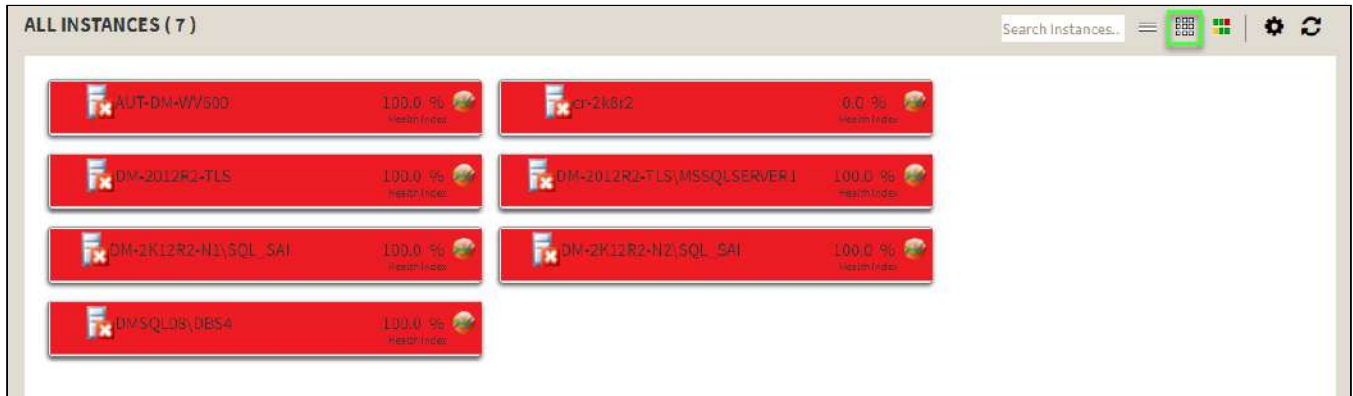 ALL INSTANCES ( 7 )
Search Instances..
AUT-DM-WV600
100.0 %
Health Index
cr-2k8r2
0.0 %
Health Index
DM-2012R2-TLS
100.0 %
Health Index
DM-2012R2-TLS\MSSQLSERVER1
100.0 %
Health Index
DM-2K12R2-N1\SQL_SAI
100.0 %
Health Index
DM-2K12R2-N2\SQL_SAI
100.0 %
Health Index
DMSQL08\DBS4
100.0 %
Health Index